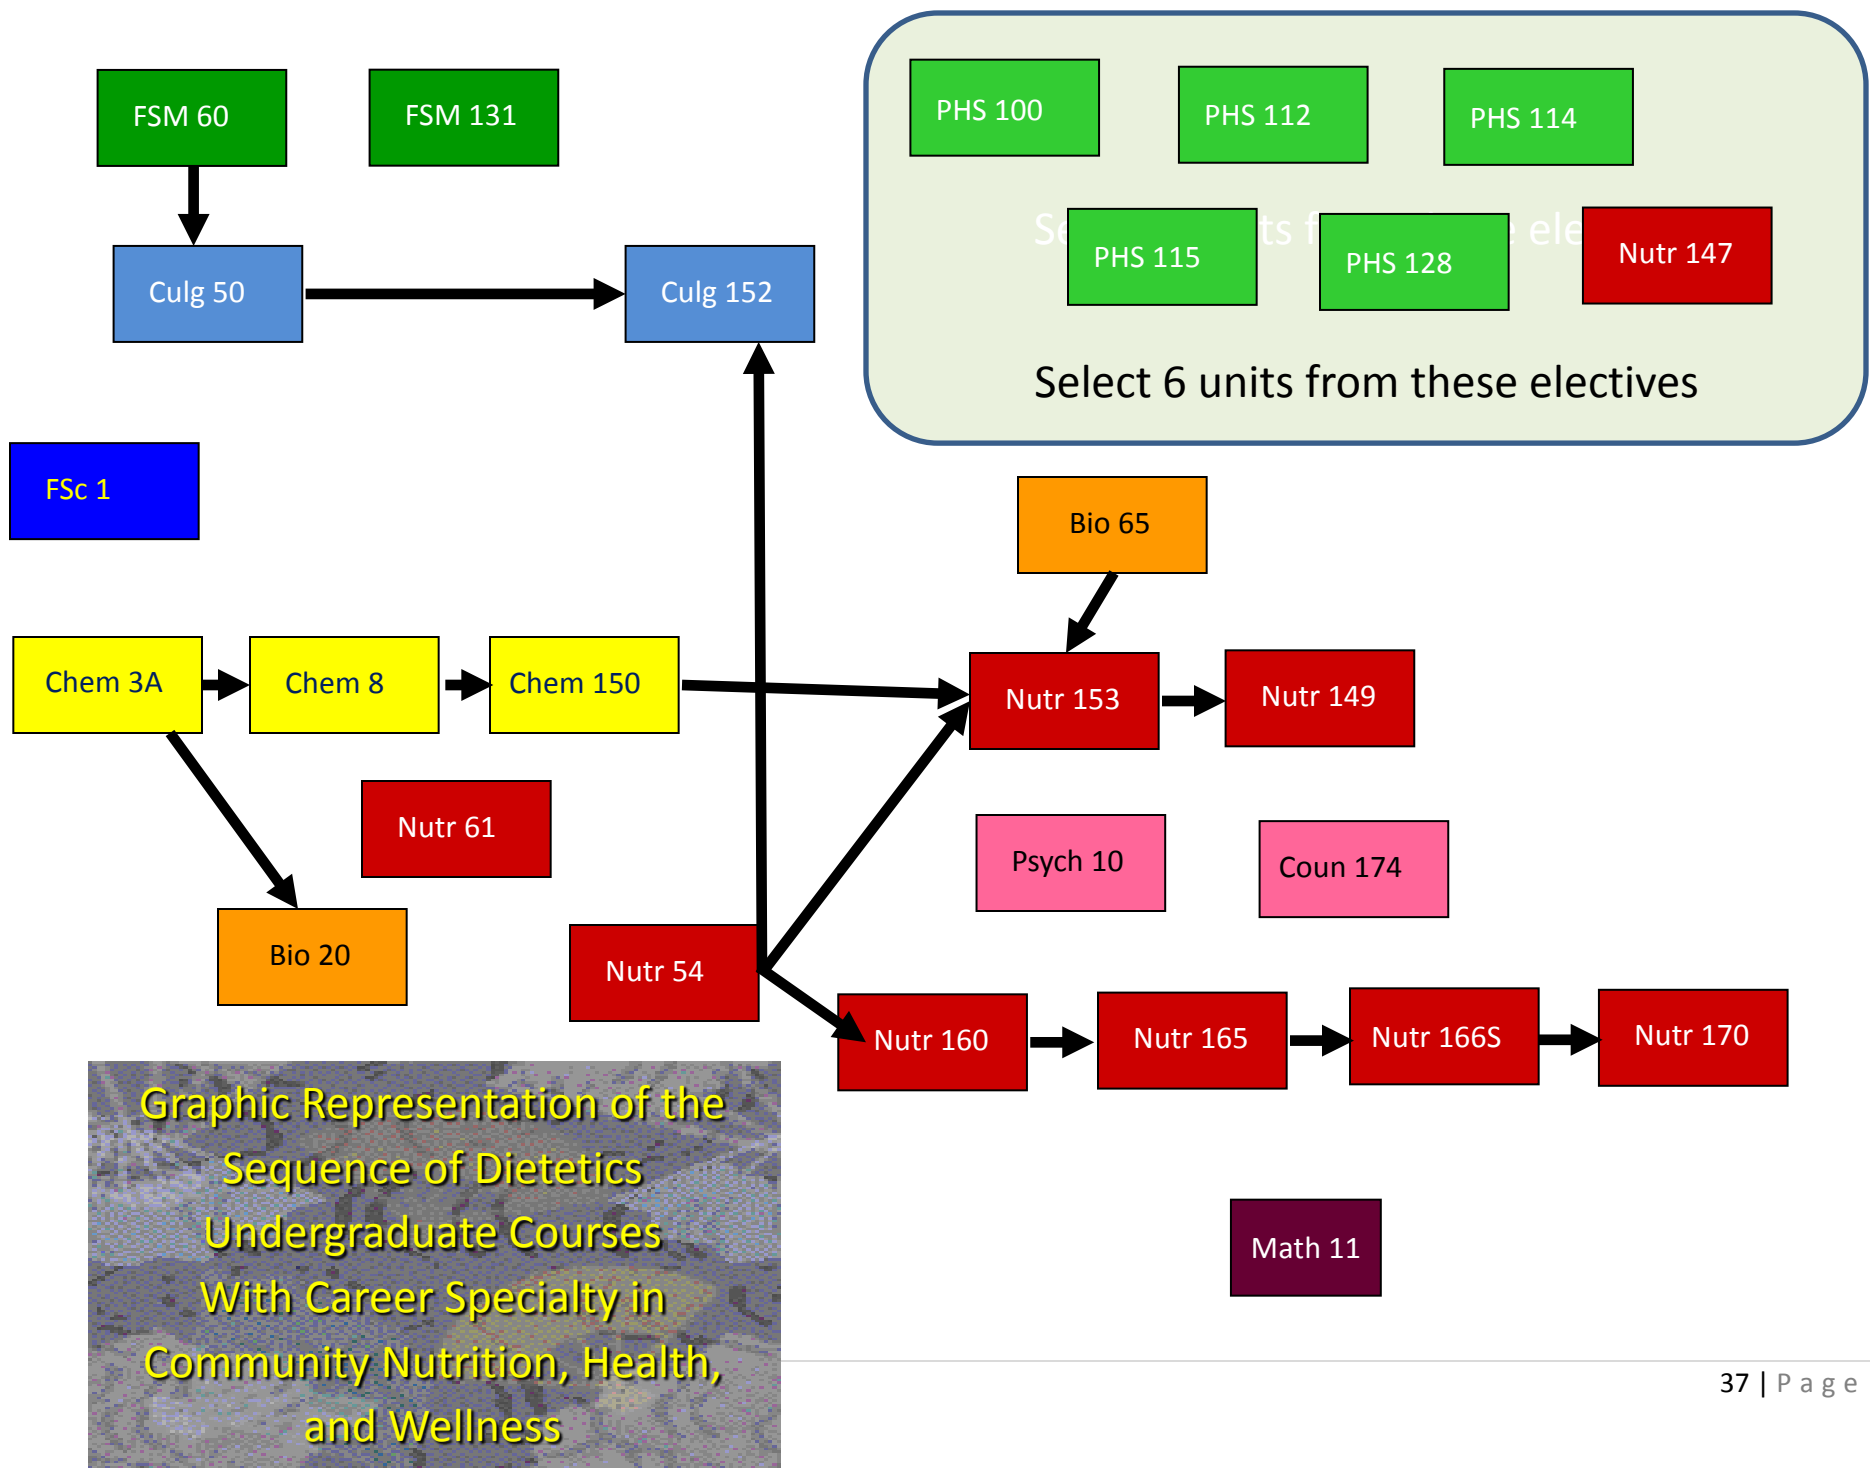 FSM 60
FSM 131
PHS 100
PHS 112
PHS 114
PHS 115
PHS 128
Nutr 147
Select 6 units from these electives
Culg 50
Culg 152
FSc 1
Bio 65
Chem 3A
Chem 8
Chem 150
Nutr 153
Nutr 149
Nutr 61
Psych 10
Coun 174
Bio 20
Nutr 54
Nutr 160
Nutr 165
Nutr 166S
Nutr 170
Graphic Representation of the
Sequence of Dietetics
Undergraduate Courses
With Career Specialty in
Community Nutrition, Health,
and Wellness
Math 11
37 | Page